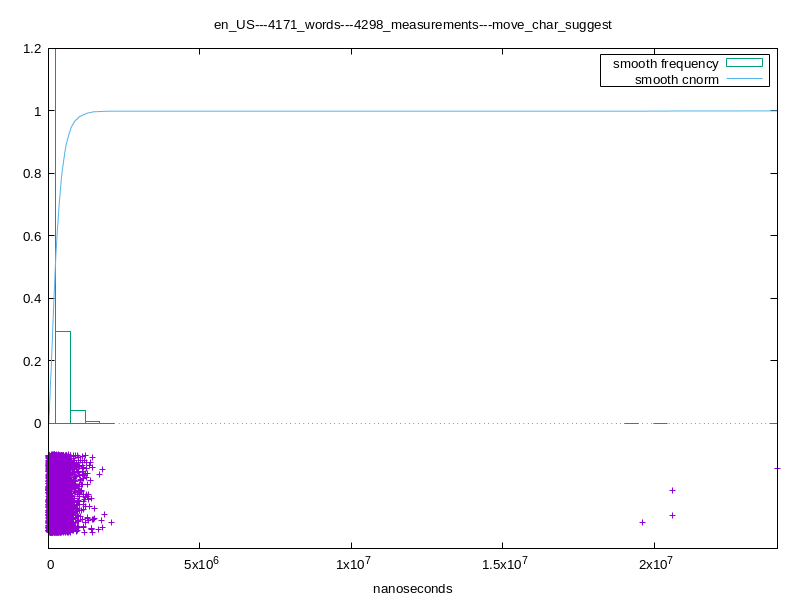 en_US---4171_words---4298_measurements---move_char_suggest
smooth frequency
smooth cnorm
1.2
1
0.8
0.6
0.4
0.2
0
0 5x10^6 1x10^7 1.5x10^7 2x10^7
nanoseconds